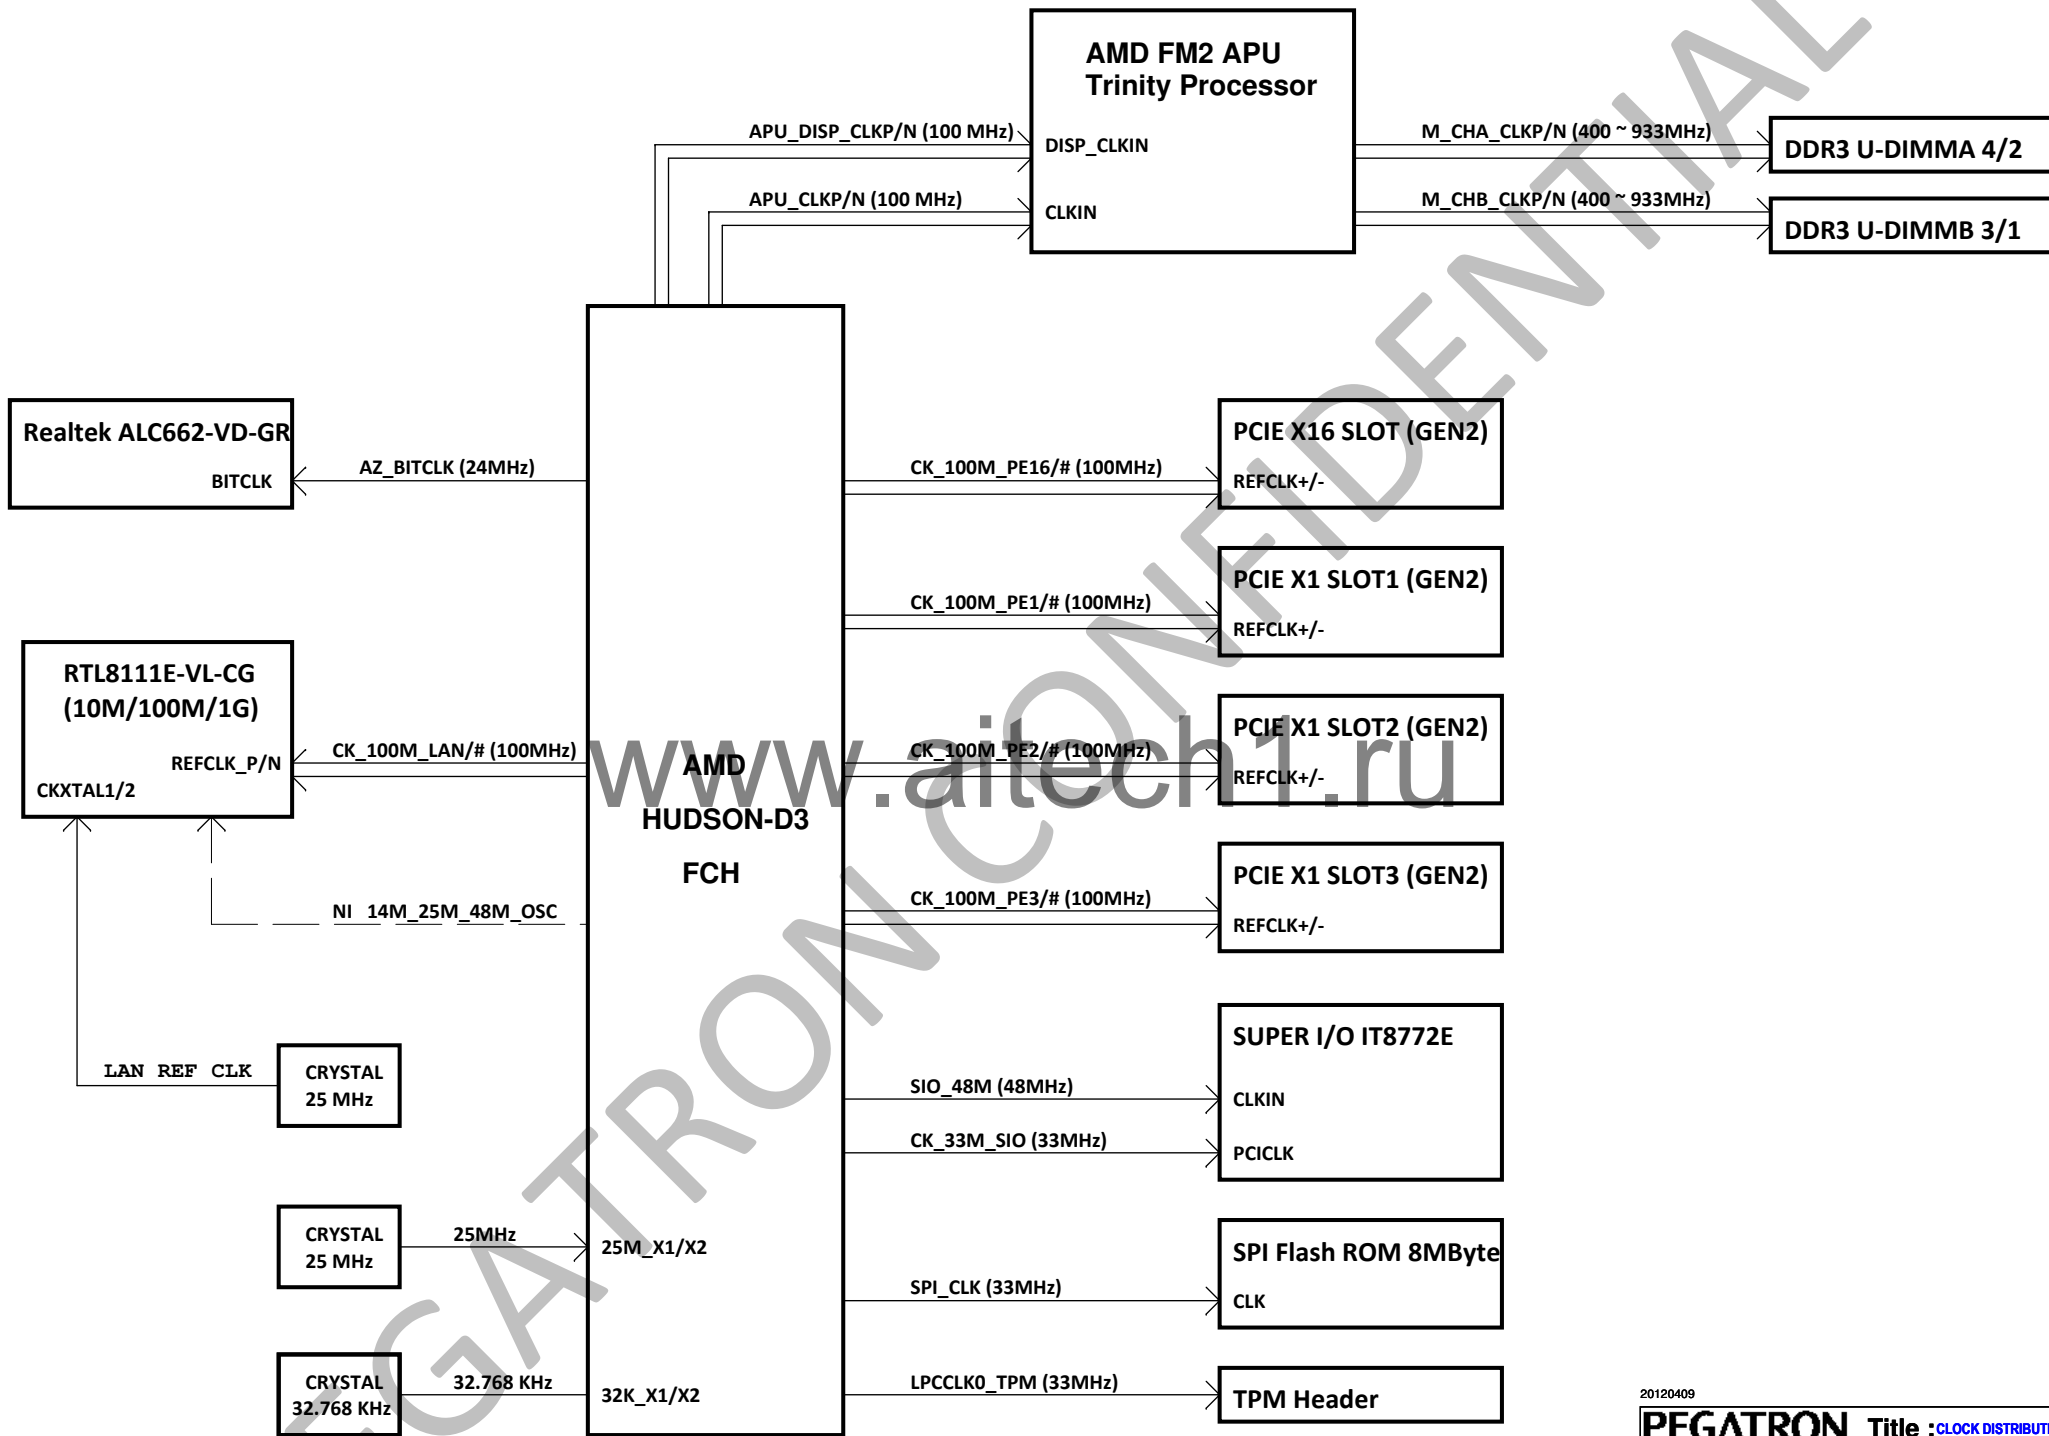 AMD FM2 APU
Trinity Processor
APU_DISP_CLKP/N (100 MHz)
DISP_CLKIN
M_CHA_CLKP/N (400 ~ 933MHz)
DDR3 U-DIMMA 4/2
APU_CLKP/N (100 MHz)
CLKIN
M_CHB_CLKP/N (400 ~ 933MHz)
DDR3 U-DIMMB 3/1
Realtek ALC662-VD-GR
BITCLK
AZ_BITCLK (24MHz)
CK_100M_PE16/# (100MHz)
PCIE X16 SLOT (GEN2)
REFCLK+/-
CK_100M_PE1/# (100MHz)
PCIE X1 SLOT1 (GEN2)
REFCLK+/-
RTL8111E-VL-CG
(10M/100M/1G)
REFCLK_P/N
CKXTAL1/2
CK_100M_LAN/# (100MHz)
AMD
HUDSON-D3
FCH
CK_100M_PE2/# (100MHz)
PCIE X1 SLOT2 (GEN2)
REFCLK+/-
www.aitech1.ru
NI 14M_25M_48M_OSC
CK_100M_PE3/# (100MHz)
PCIE X1 SLOT3 (GEN2)
REFCLK+/-
LAN REF CLK
CRYSTAL
25 MHz
SIO_48M (48MHz)
CK_33M_SIO (33MHz)
SUPER I/O IT8772E
CLKIN
PCICLK
CRYSTAL
25 MHz
25MHz
25M_X1/X2
SPI_CLK (33MHz)
SPI Flash ROM 8MByte
CLK
CRYSTAL
32.768 KHz
32.768 KHz
32K_X1/X2
LPCCLK0_TPM (33MHz)
TPM Header
EGATRON CONFIDENTIAL
20120409
PEGATRON
Title : CLOCK DISTRIBUT